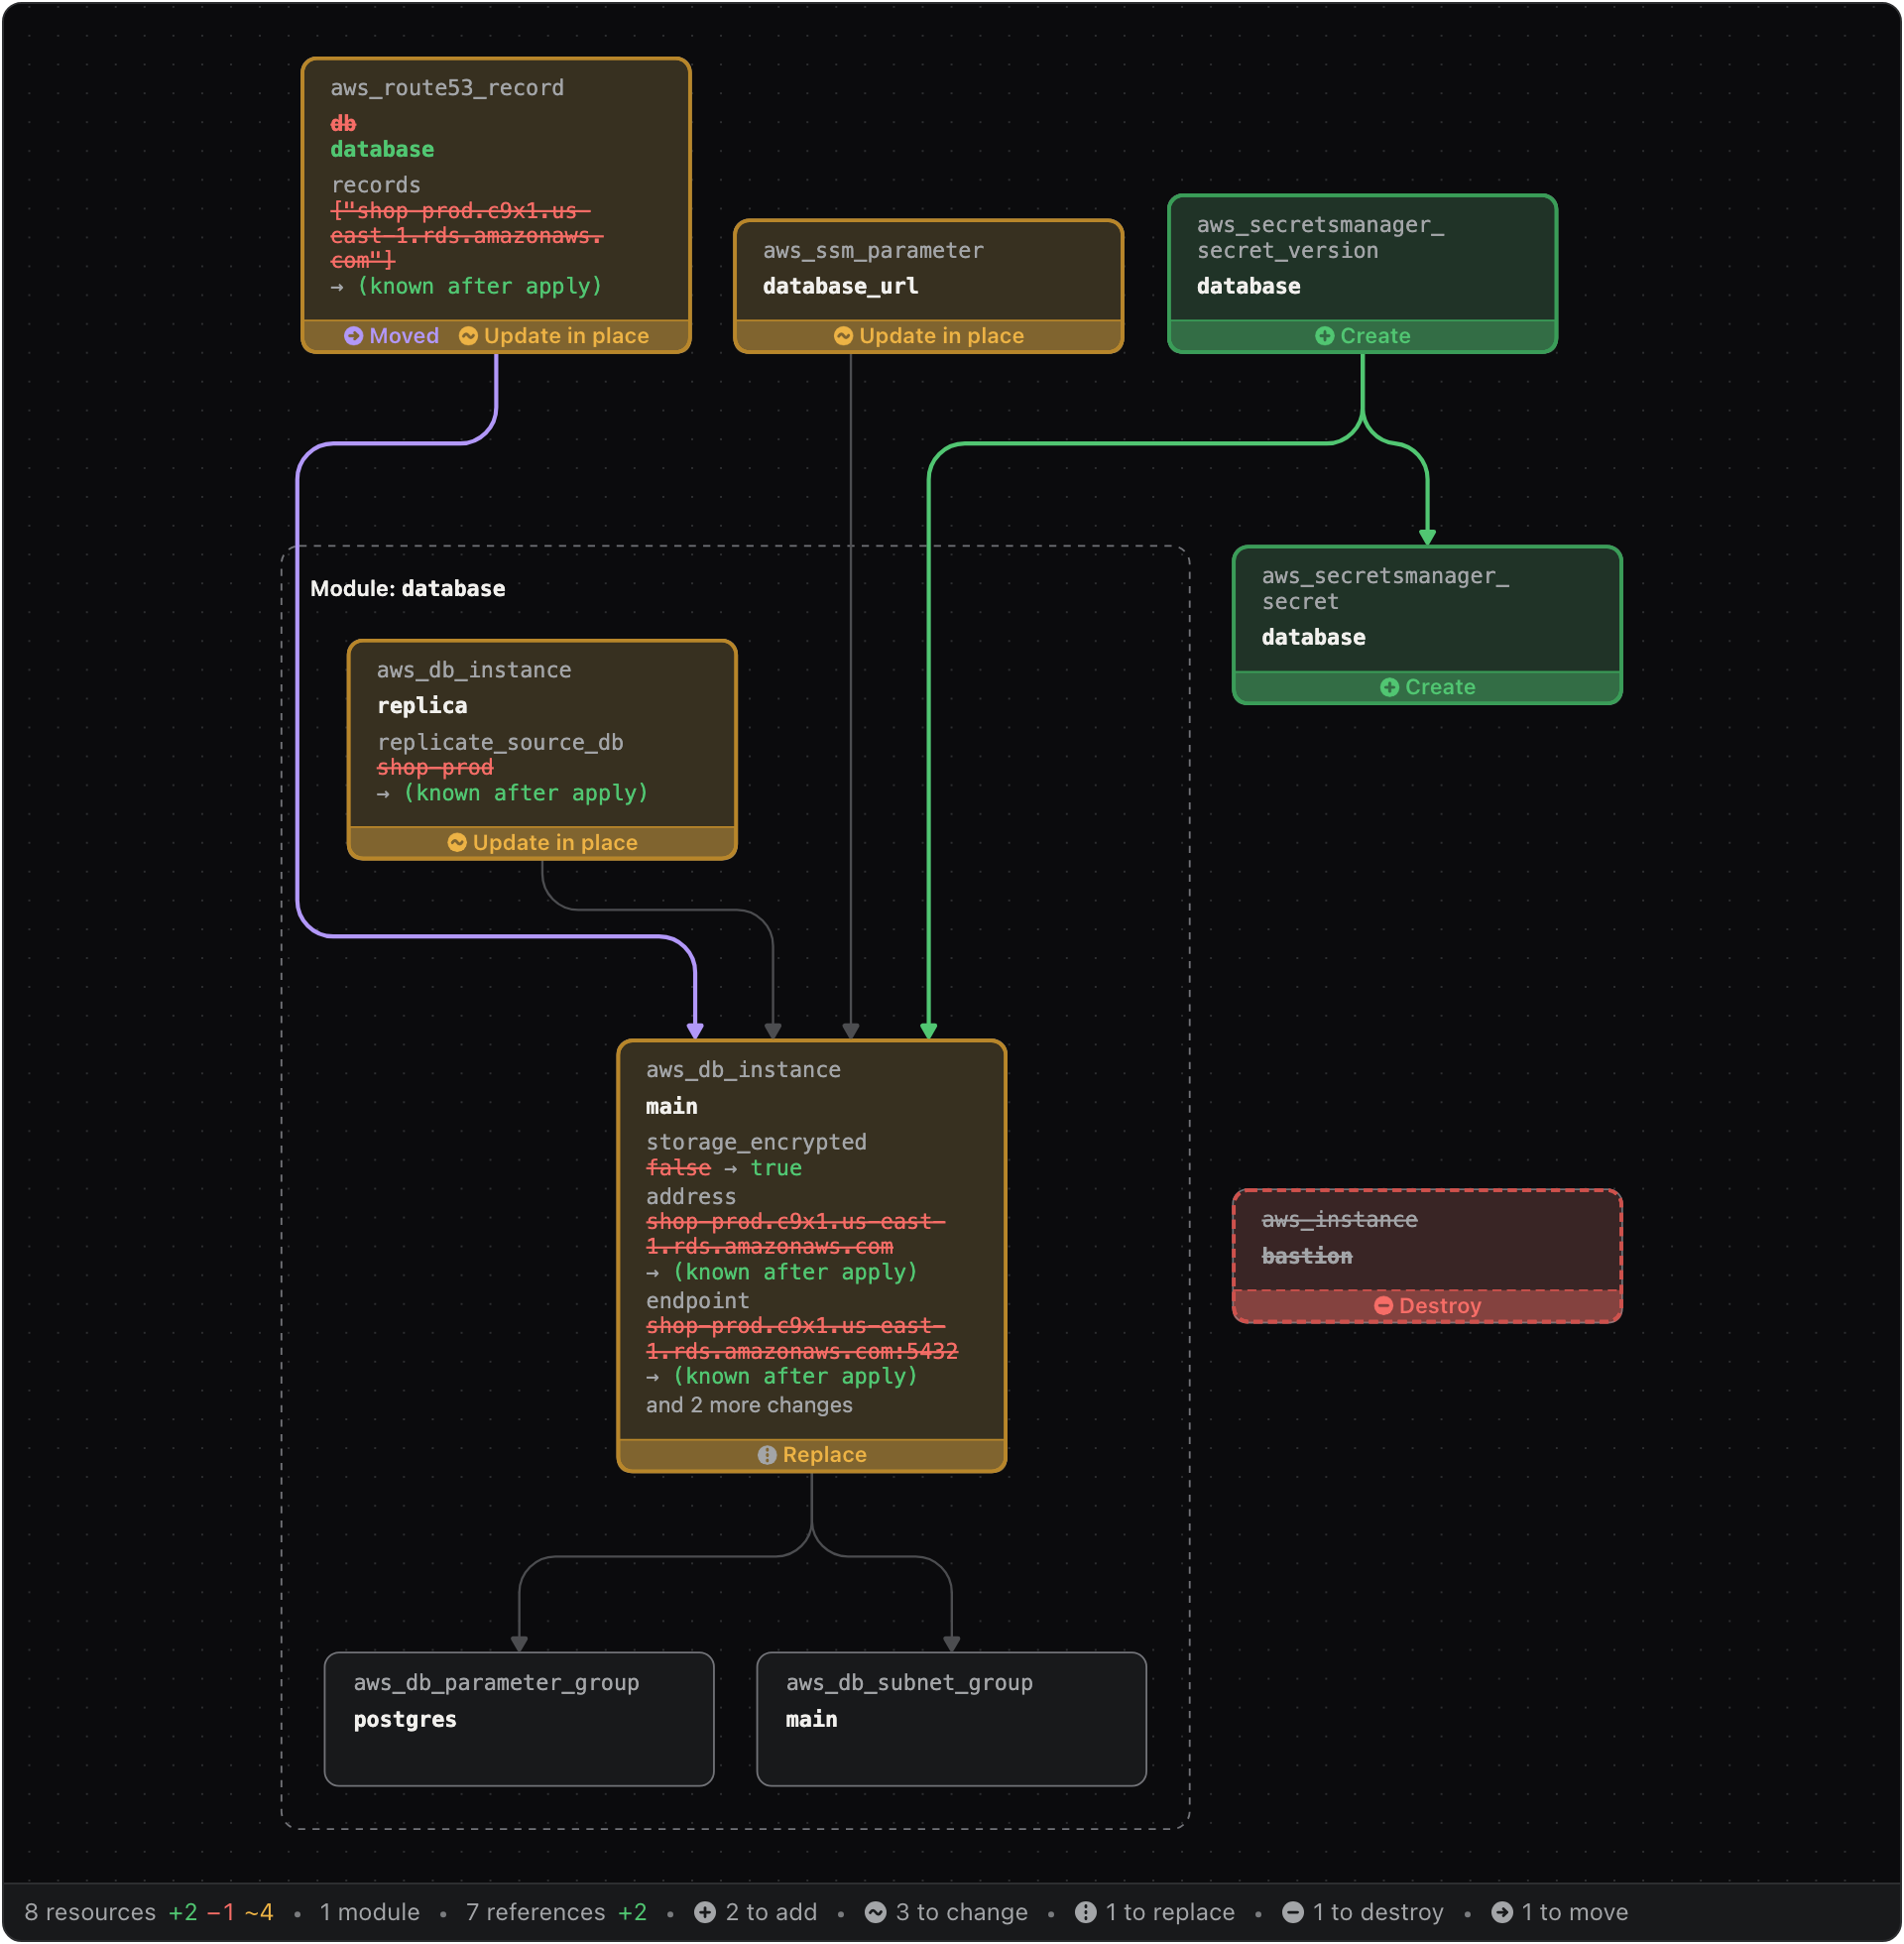 aws_route53_record
db
database
records
["shop-prod.c9x1.us-
east-1.rds.amazonaws.
com"]
→ (known after apply)
Moved Update in place
aws_ssm_parameter
database_url
Update in place
aws_secretsmanager_
secret_version
database
Create
Module: database
aws_db_instance
replica
replicate_source_db
shop-prod
→ (known after apply)
Update in place
aws_secretsmanager_
secret
database
Create
aws_db_instance
main
storage_encrypted
false → true
address
shop-prod.c9x1.us-east-
1.rds.amazonaws.com
→ (known after apply)
endpoint
shop-prod.c9x1.us-east-
1.rds.amazonaws.com:5432
→ (known after apply)
and 2 more changes
Replace
aws_instance
bastion
Destroy
aws_db_parameter_group
postgres
aws_db_subnet_group
main
8 resources +2 −1 ~4 • 1 module • 7 references +2 • 2 to add • 3 to change • 1 to replace • 1 to destroy • 1 to move